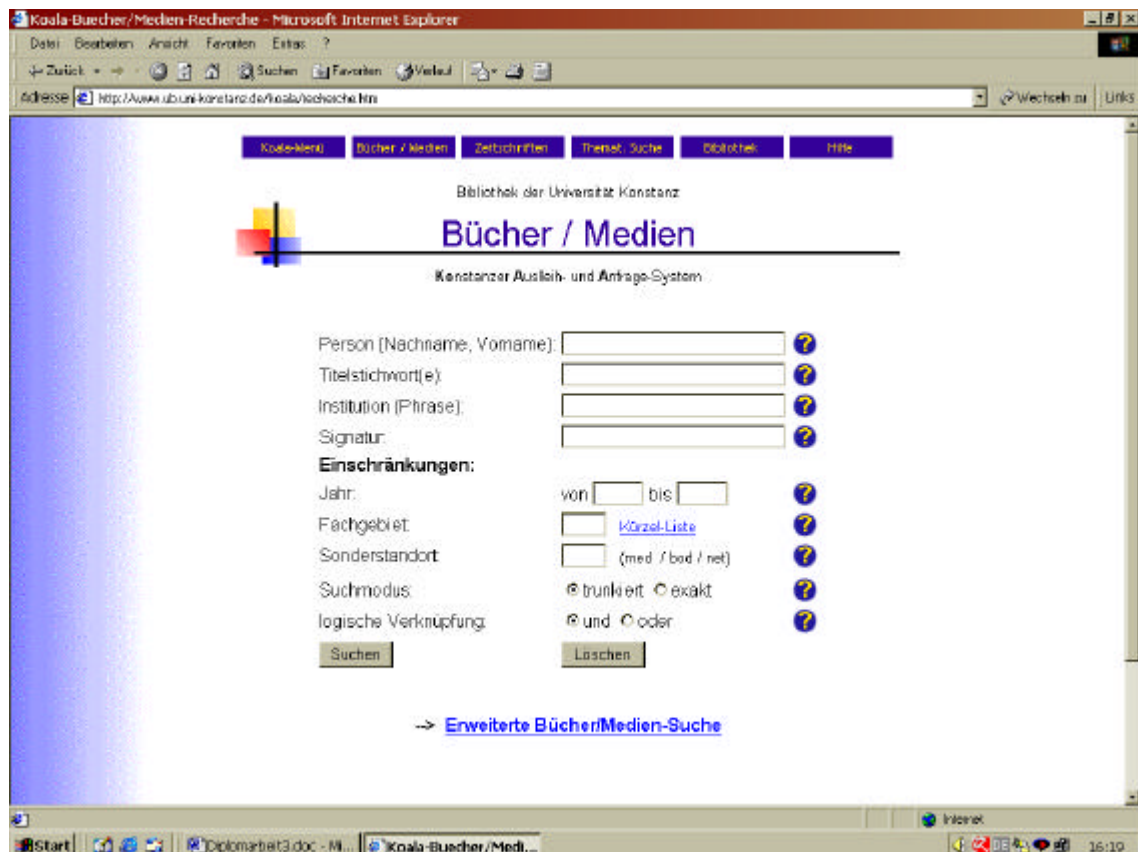 Koala-Buecher/Medien-Recherche - Microsoft Internet Explorer
Datei Bearbeiten Ansicht Favoriten Extras ?
Zurück Suchen Favoriten Verlauf
Adresse http://www.ub.uni-konstanz.de/koala/recherche.htm Wechseln zu Links
Koala-Menü Bücher / Medien Zeitschriften Themat. Suche Bibliothek Hilfe
Bibliothek der Universität Konstanz
Bücher / Medien
Konstanzer Ausleih- und Anfrage-System
Person (Nachname, Vorname): ?
Titelstichwort(e): ?
Institution (Phrase): ?
Signatur: ?
Einschränkungen:
Jahr: von bis ?
Fachgebiet: Kürzel-Liste ?
Sonderstandort: (med / bod / net) ?
Suchmodus: trunkiert exakt ?
logische Verknüpfung: und oder ?
Suchen Löschen
--> Erweiterte Bücher/Medien-Suche
Internet
Start Diplomarbeit3.doc - Mi... Koala-Buecher/Medi... 16:19